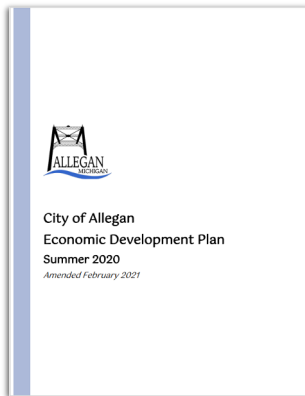 ALLEGAN
MICHIGAN
City of Allegan
Economic Development Plan
Summer 2020
Amended February 2021